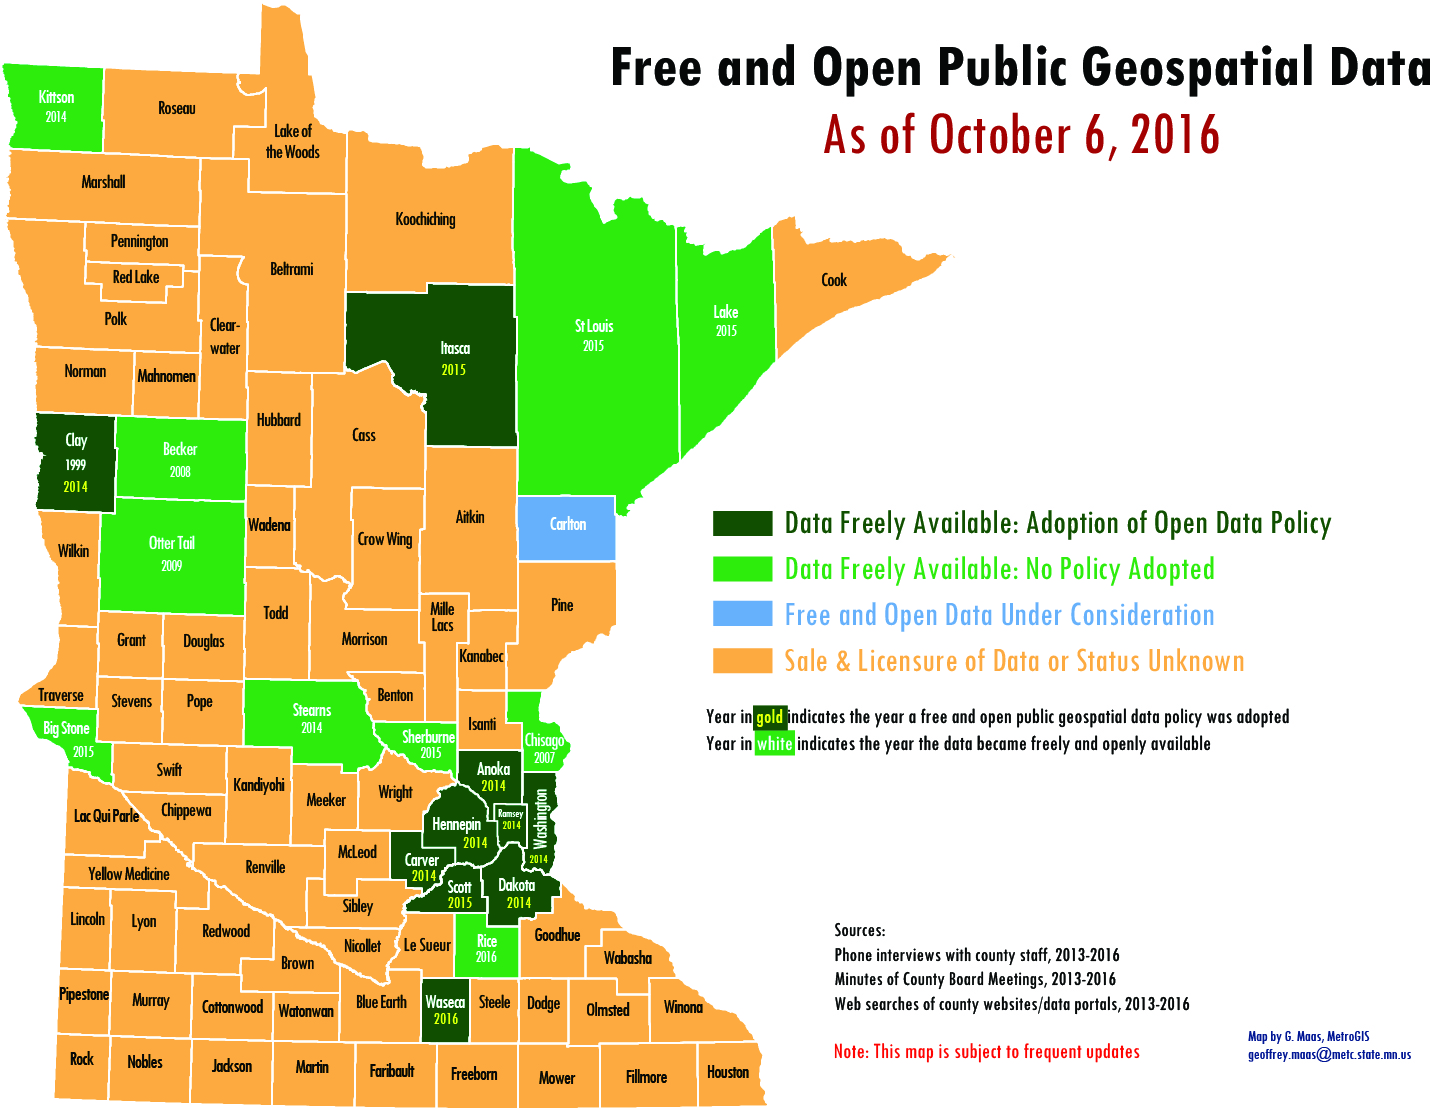 Free and Open Public Geospatial Data
As of October 6, 2016
Kittson
2014
Roseau
Lake of
the Woods
Marshall
Koochiching
Pennington
Red Lake
Beltrami
Polk
Clear-
water
Cook
St Louis
2015
Lake
2015
Itasca
2015
Norman
Mahnomen
Hubbard
Cass
Clay
1999
2014
Becker
2008
Wadena
Crow Wing
Aitkin
Carlton
Wilkin
Otter Tail
2009
Todd
Mille
Lacs
Pine
Grant
Douglas
Morrison
Kanabec
Traverse
Stevens
Pope
Stearns
2014
Benton
Isanti
Big Stone
2015
Sherburne
2015
Chisago
2007
Swift
Kandiyohi
Meeker
Wright
Anoka
2014
Lac Qui Parle
Chippewa
Hennepin
2014
Ramsey
2014
Washington
2014
Yellow Medicine
Renville
McLeod
Carver
2014
Scott
2015
Dakota
2014
Lincoln
Lyon
Redwood
Sibley
Nicollet
Le Sueur
Rice
2016
Goodhue
Wabasha
Brown
Pipestone
Murray
Cottonwood
Watonwan
Blue Earth
Waseca
2016
Steele
Dodge
Olmsted
Winona
Rock
Nobles
Jackson
Martin
Faribault
Freeborn
Mower
Fillmore
Houston
Data Freely Available: Adoption of Open Data Policy
Data Freely Available: No Policy Adopted
Free and Open Data Under Consideration
Sale & Licensure of Data or Status Unknown
Year in gold indicates the year a free and open public geospatial data policy was adopted
Year in white indicates the year the data became freely and openly available
Sources:
Phone interviews with county staff, 2013-2016
Minutes of County Board Meetings, 2013-2016
Web searches of county websites/data portals, 2013-2016
Note: This map is subject to frequent updates
Map by G. Maas, MetroGIS
geoffrey.maas@metc.state.mn.us